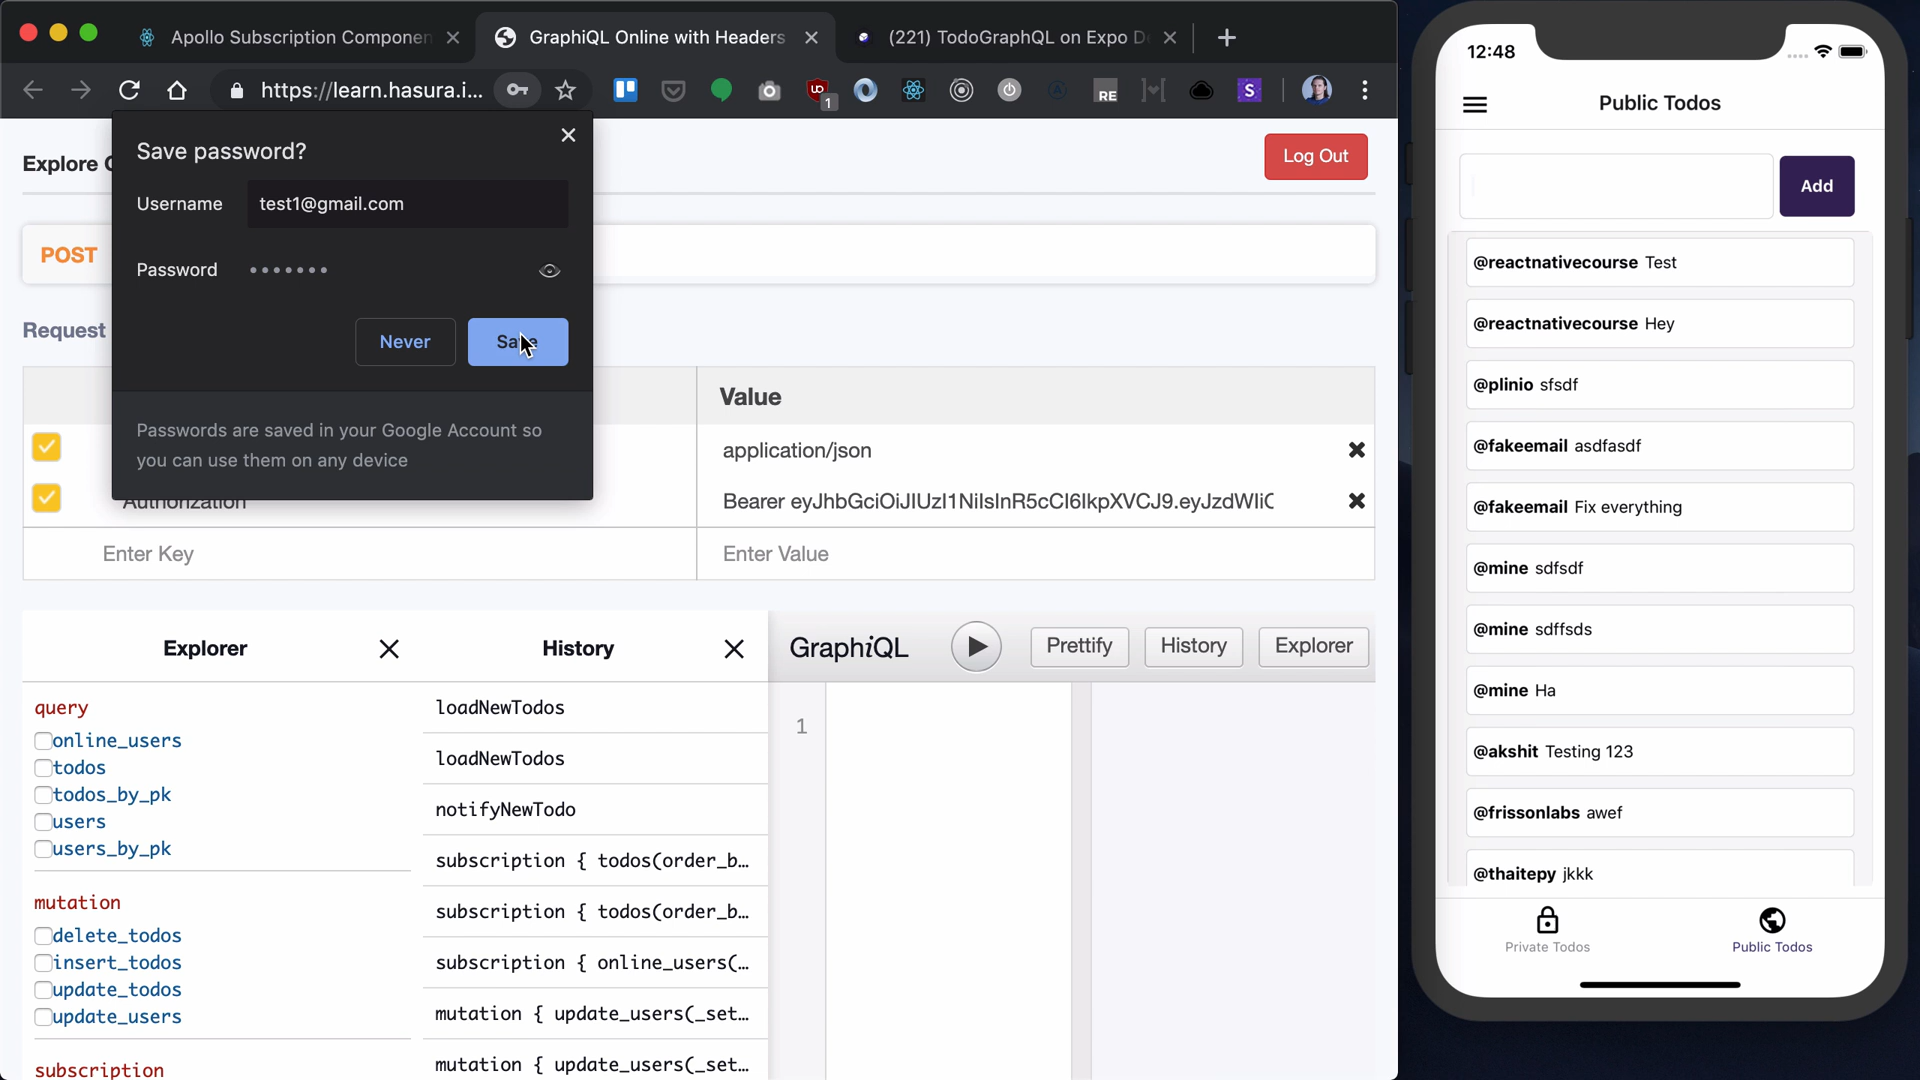 Apollo Subscription Componen
GraphiQL Online with Headers
(221) TodoGraphQL on Expo De
https://learn.hasura.i...
1
RE
S
Save password?
Username
test1@gmail.com
Password
Never
Save
Passwords are saved in your Google Account so
you can use them on any device
Explore
Log Out
POST
Request
Value
application/json
Authorization
Bearer eyJhbGciOiJIUzI1NiIsInR5cCI6IkpXVCJ9.eyJzdWIiC
Enter Key
Enter Value
Explorer
History
GraphiQL
Prettify
History
Explorer
query
online_users
todos
todos_by_pk
users
users_by_pk
mutation
delete_todos
insert_todos
update_todos
update_users
subscription
loadNewTodos
loadNewTodos
notifyNewTodo
subscription { todos(order_b…
subscription { todos(order_b…
subscription { online_users(…
mutation { update_users(_set…
mutation { update_users(_set…
1
12:48
Public Todos
Add
@reactnativecourse Test
@reactnativecourse Hey
@plinio sfsdf
@fakeemail asdfasdf
@fakeemail Fix everything
@mine sdfsdf
@mine sdffsds
@mine Ha
@akshit Testing 123
@frissonlabs awef
@thaitepy jkkk
Private Todos
Public Todos